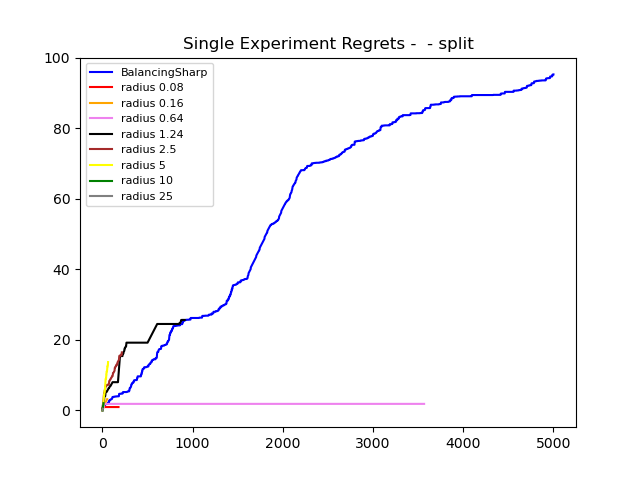 Single Experiment Regrets -  - split
100
80
60
40
20
0
BalancingSharp
radius 0.08
radius 0.16
radius 0.64
radius 1.24
radius 2.5
radius 5
radius 10
radius 25
0 1000 2000 3000 4000 5000